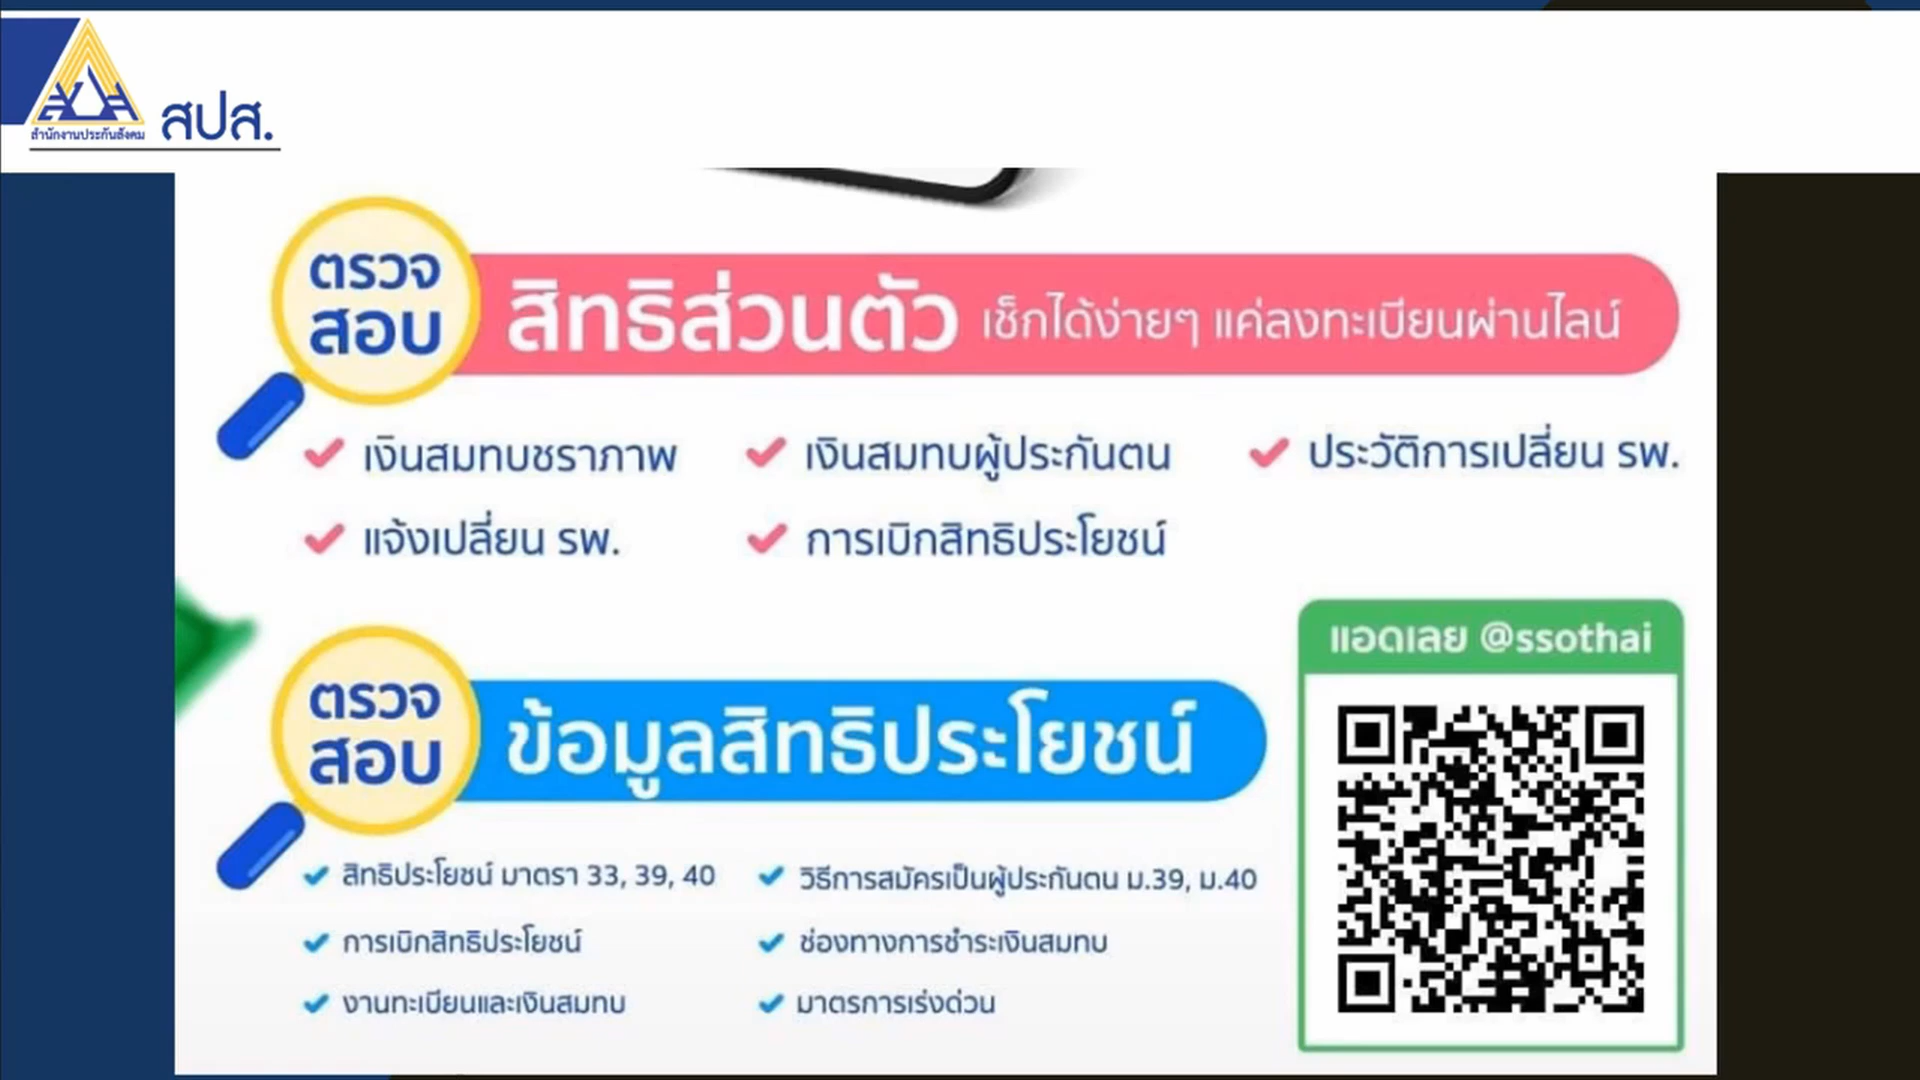 สำนักงานประกันสังคม
สปส.
ตรวจ
สอบ
สิทธิส่วนตัว เช็กได้ง่ายๆ แค่ลงทะเบียนผ่านไลน์
เงินสมทบชราภาพ
เงินสมทบผู้ประกันตน
ประวัติการเปลี่ยน รพ.
แจ้งเปลี่ยน รพ.
การเบิกสิทธิประโยชน์
แอดเลย @ssothai
ตรวจ
สอบ
ข้อมูลสิทธิประโยชน์
สิทธิประโยชน์ มาตรา 33, 39, 40
วิธีการสมัครเป็นผู้ประกันตน ม.39, ม.40
การเบิกสิทธิประโยชน์
ช่องทางการชำระเงินสมทบ
งานทะเบียนและเงินสมทบ
มาตรการเร่งด่วน